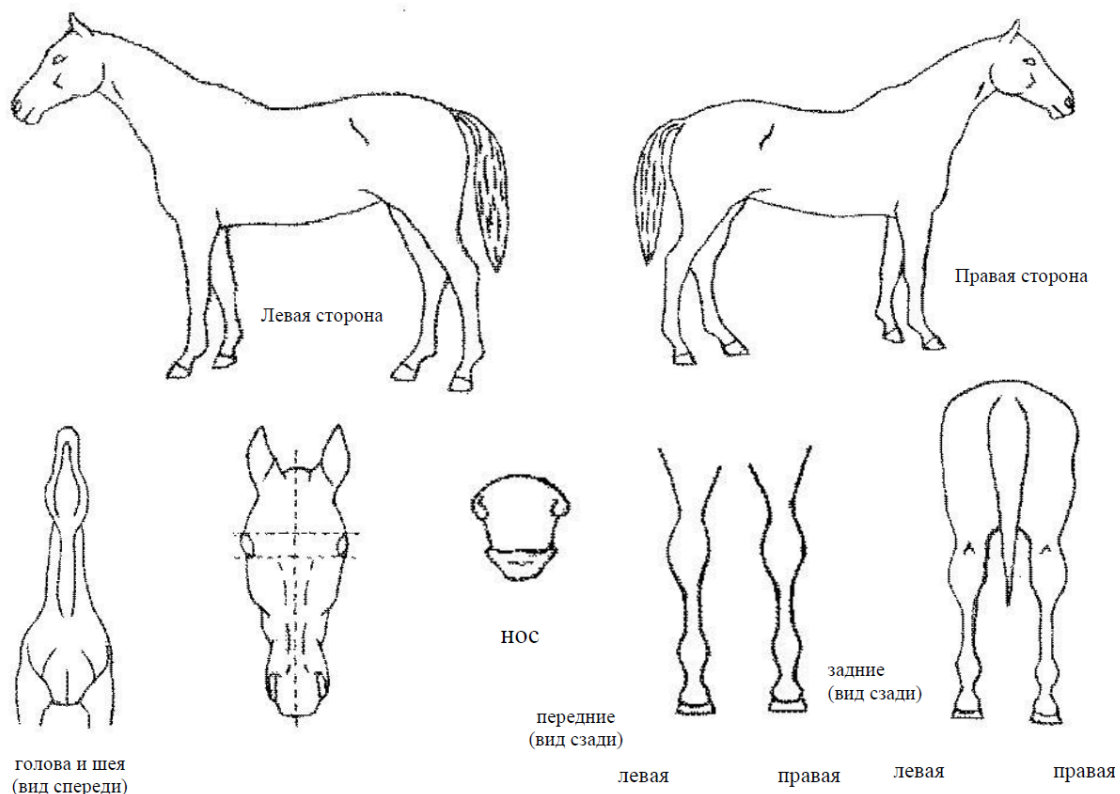 Левая сторона
Правая сторона
нос
задние
(вид сзади)
передние
(вид сзади)
голова и шея
(вид спереди)
левая
правая
левая
правая